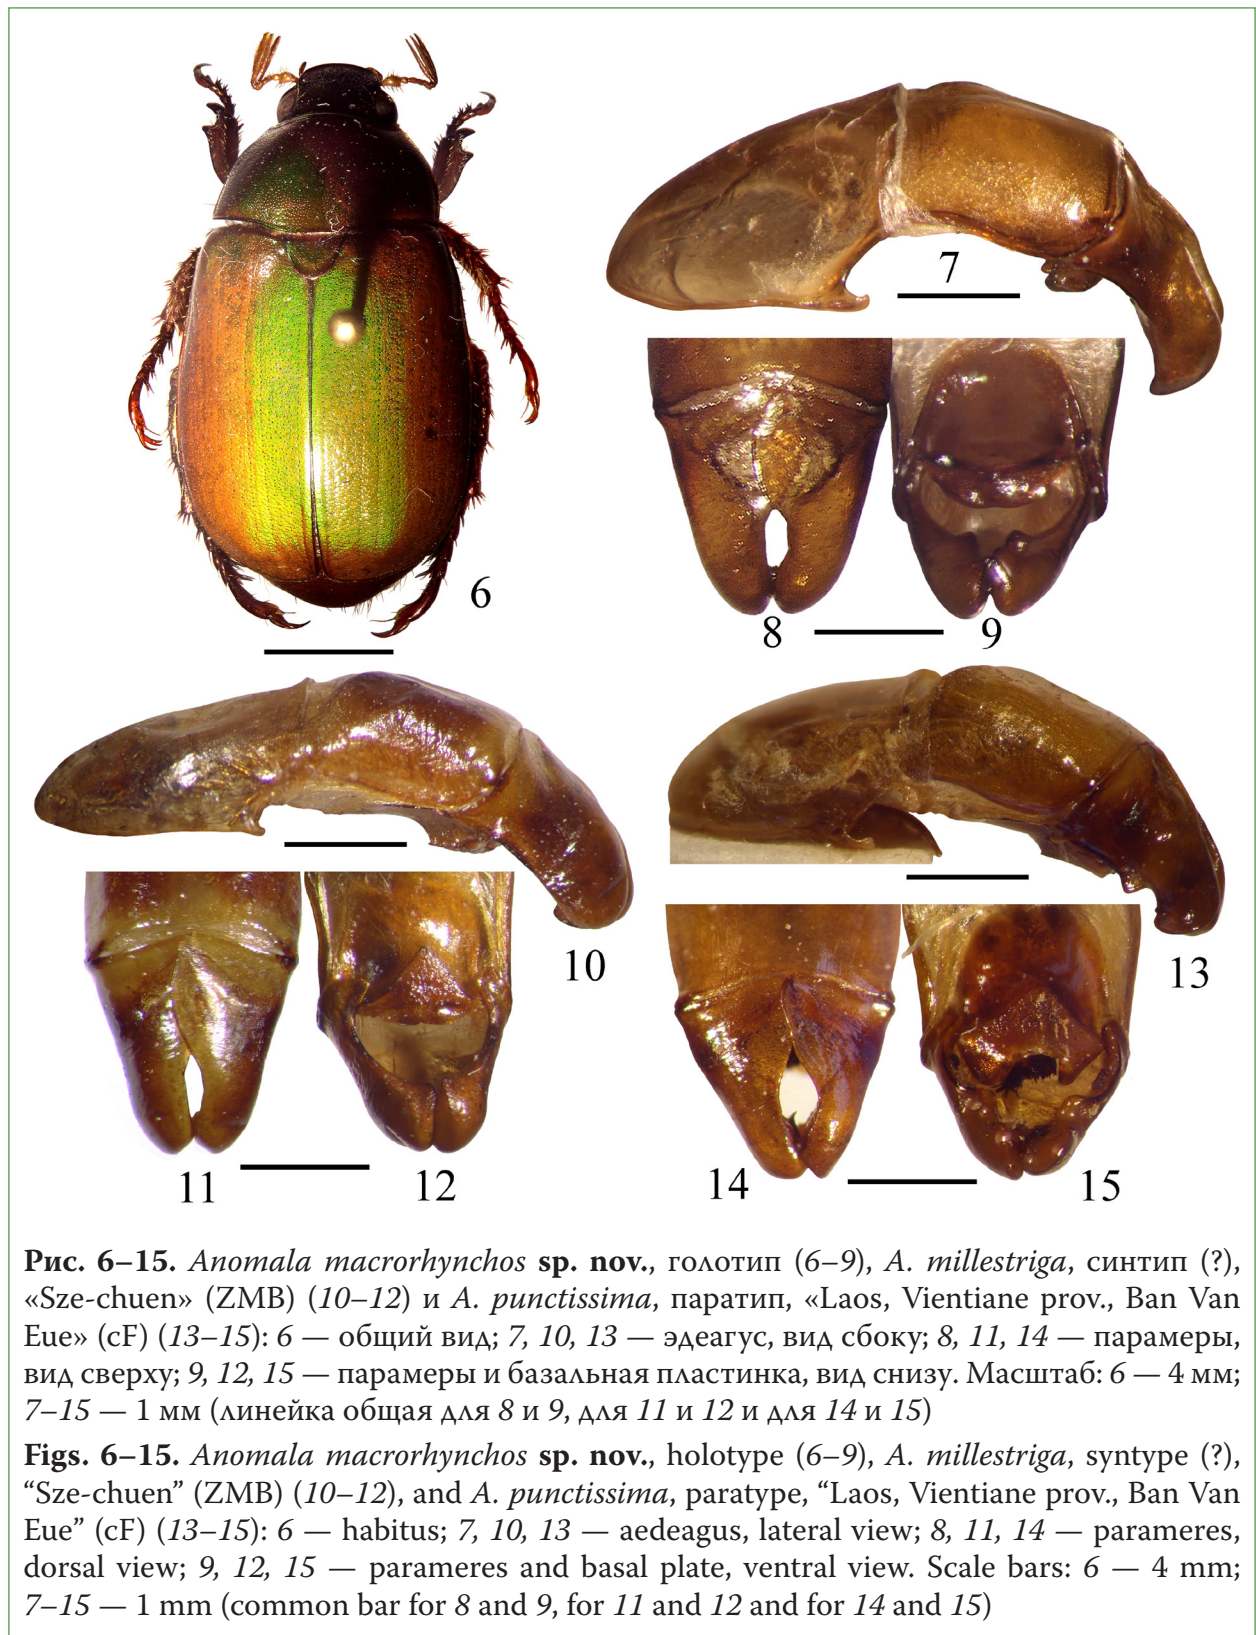 6
7
8
9
10
11
12
13
14
15
Рис. 6–15. Anomala macrorhynchos sp. nov., голотип (6–9), A. millestriga, синтип (?),
«Sze-chuen» (ZMB) (10–12) и A. punctissima, паратип, «Laos, Vientiane prov., Ban Van
Eue» (cF) (13–15): 6 — общий вид; 7, 10, 13 — эдеагус, вид сбоку; 8, 11, 14 — парамеры,
вид сверху; 9, 12, 15 — парамеры и базальная пластинка, вид снизу. Масштаб: 6 — 4 мм;
7–15 — 1 мм (линейка общая для 8 и 9, для 11 и 12 и для 14 и 15)
Figs. 6–15. Anomala macrorhynchos sp. nov., holotype (6–9), A. millestriga, syntype (?),
“Sze-chuen” (ZMB) (10–12), and A. punctissima, paratype, “Laos, Vientiane prov., Ban Van
Eue” (cF) (13–15): 6 — habitus; 7, 10, 13 — aedeagus, lateral view; 8, 11, 14 — parameres,
dorsal view; 9, 12, 15 — parameres and basal plate, ventral view. Scale bars: 6 — 4 mm;
7–15 — 1 mm (common bar for 8 and 9, for 11 and 12 and for 14 and 15)